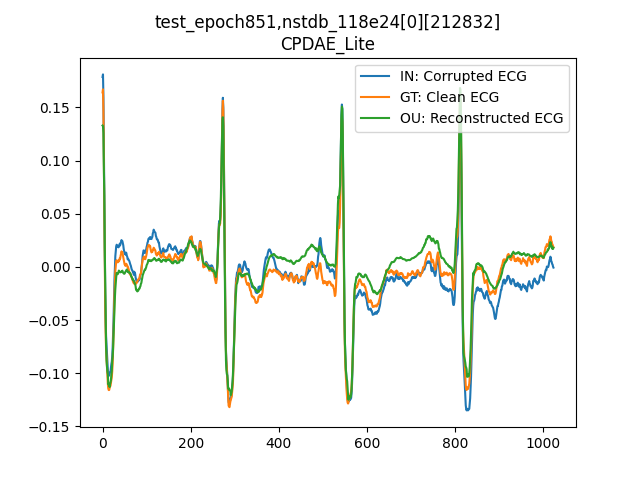 test_epoch851,nstdb_118e24[0][212832]
CPDAE_Lite
IN: Corrupted ECG
GT: Clean ECG
OU: Reconstructed ECG
0.15
0.10
0.05
0.00
−0.05
−0.10
−0.15
0 200 400 600 800 1000